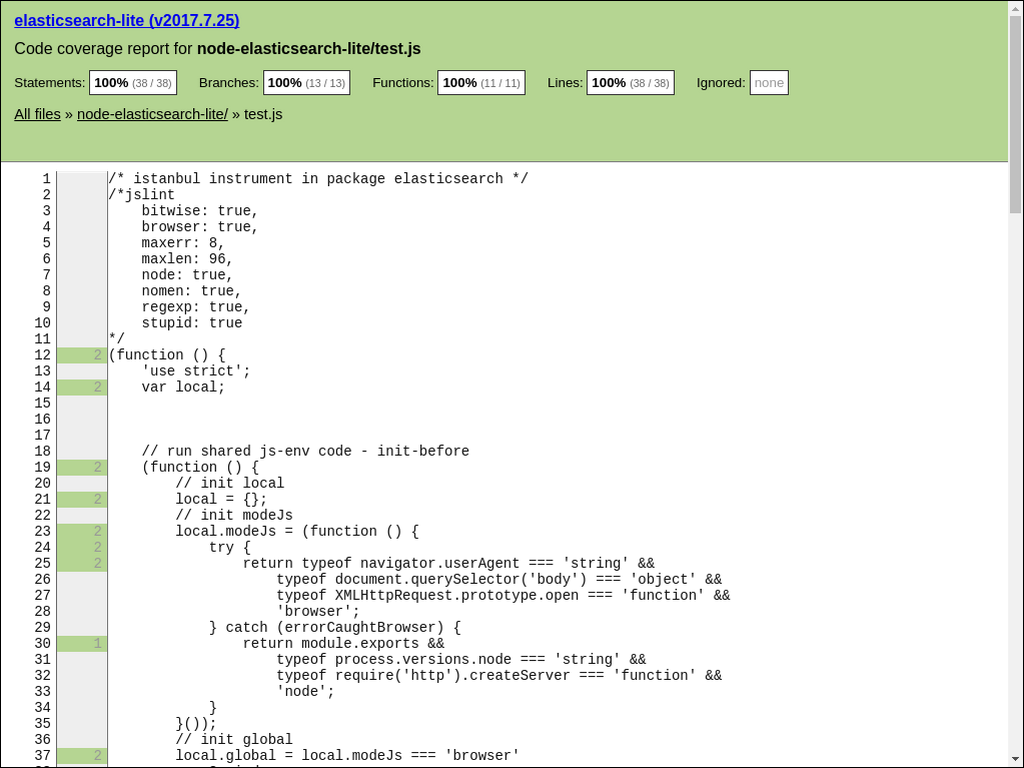 elasticsearch-lite (v2017.7.25)
Code coverage report for node-elasticsearch-lite/test.js
Statements: 100% (38 / 38) Branches: 100% (13 / 13) Functions: 100% (11 / 11) Lines: 100% (38 / 38) Ignored: none
All files » node-elasticsearch-lite/ » test.js
1 /* istanbul instrument in package elasticsearch */
2 /*jslint
3     bitwise: true,
4     browser: true,
5     maxerr: 8,
6     maxlen: 96,
7     node: true,
8     nomen: true,
9     regexp: true,
10     stupid: true
11 */
12 2 (function () {
13     'use strict';
14 2     var local;
15
16
17
18     // run shared js-env code - init-before
19 2     (function () {
20         // init local
21 2         local = {};
22         // init modeJs
23 2         local.modeJs = (function () {
24 2             try {
25 2                 return typeof navigator.userAgent === 'string' &&
26                     typeof document.querySelector('body') === 'object' &&
27                     typeof XMLHttpRequest.prototype.open === 'function' &&
28                     'browser';
29             } catch (errorCaughtBrowser) {
30 1                 return module.exports &&
31                     typeof process.versions.node === 'string' &&
32                     typeof require('http').createServer === 'function' &&
33                     'node';
34             }
35         }());
36         // init global
37 2         local.global = local.modeJs === 'browser'